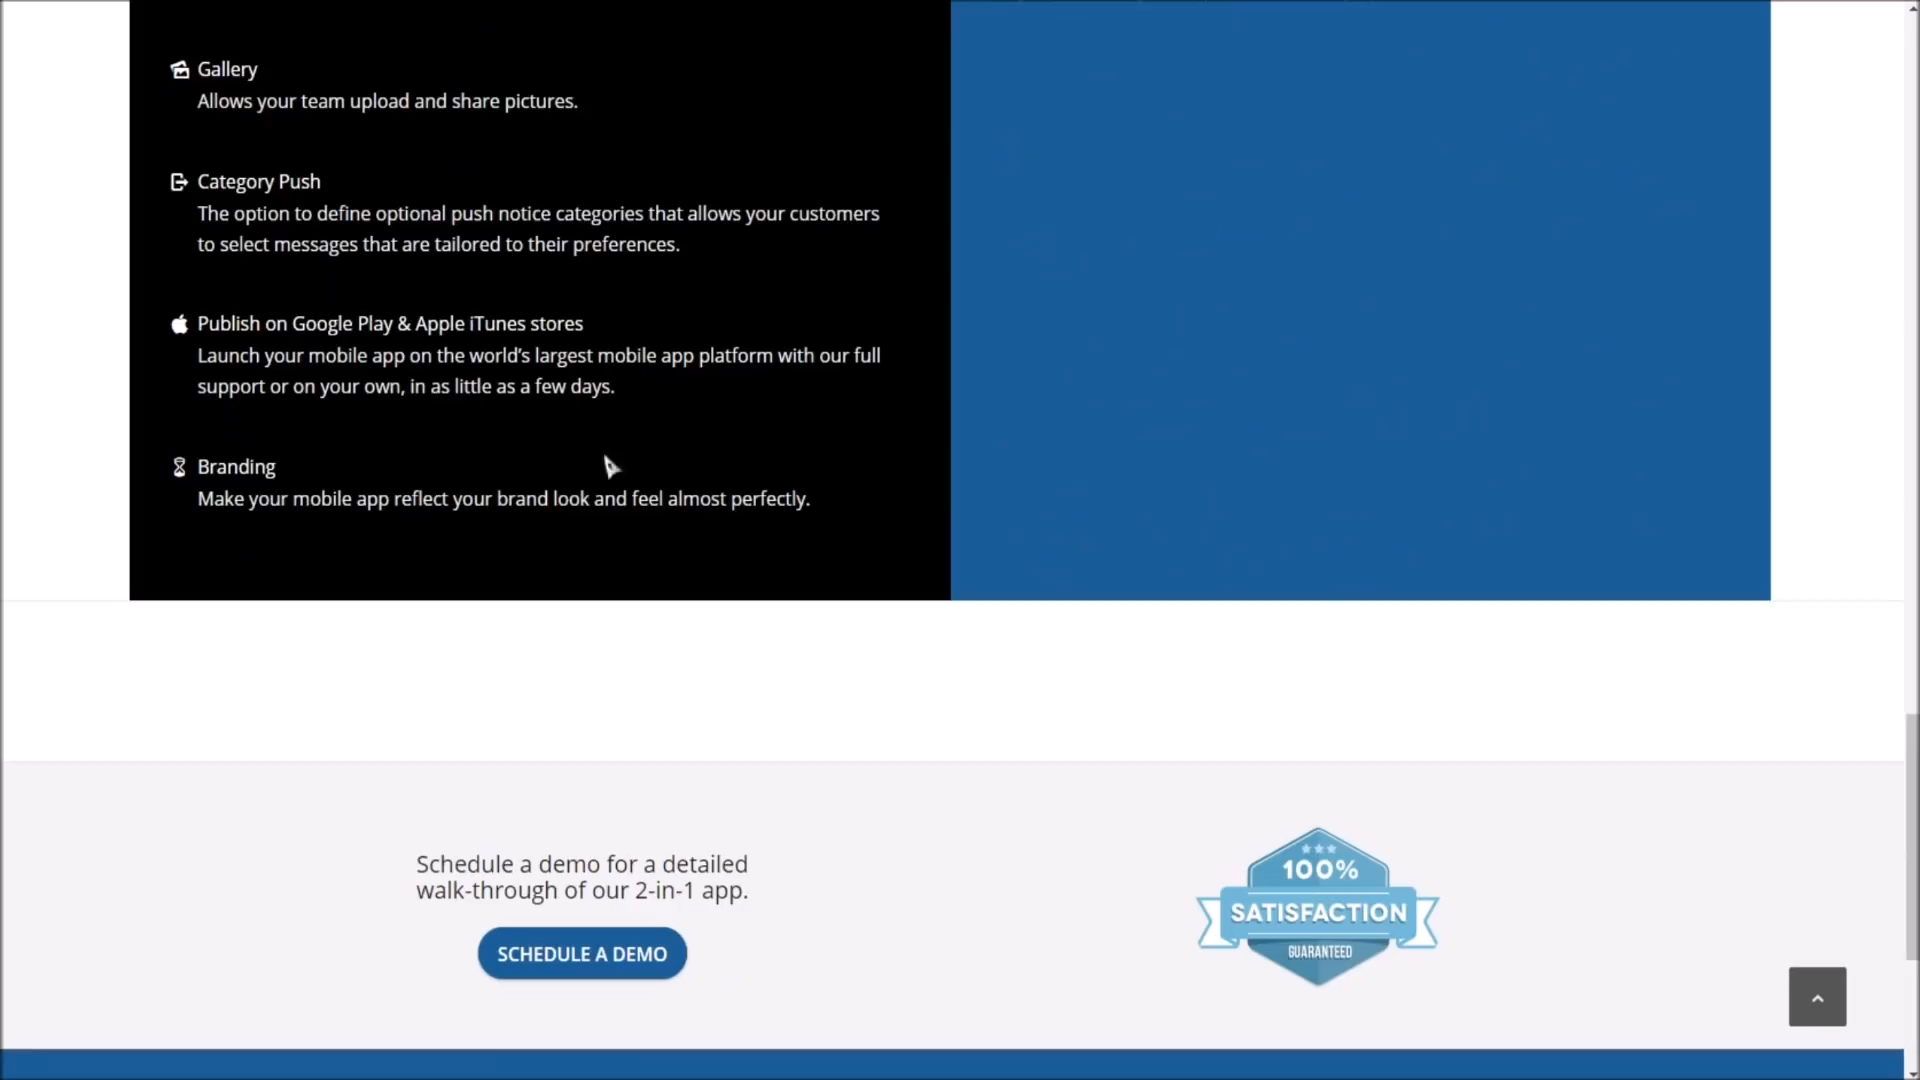 Gallery
Allows your team upload and share pictures.
Category Push
The option to define optional push notice categories that allows your customers
to select messages that are tailored to their preferences.
Publish on Google Play & Apple iTunes stores
Launch your mobile app on the world's largest mobile app platform with our full
support or on your own, in as little as a few days.
Branding
Make your mobile app reflect your brand look and feel almost perfectly.
Schedule a demo for a detailed
walk-through of our 2-in-1 app.
SCHEDULE A DEMO
100%
SATISFACTION
GUARANTEED